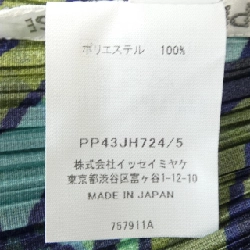 ポリエステル 100%
PP43JH724/5
株式会社イッセイミヤケ
東京都渋谷区富ヶ谷1-12-10
MADE IN JAPAN
757911A